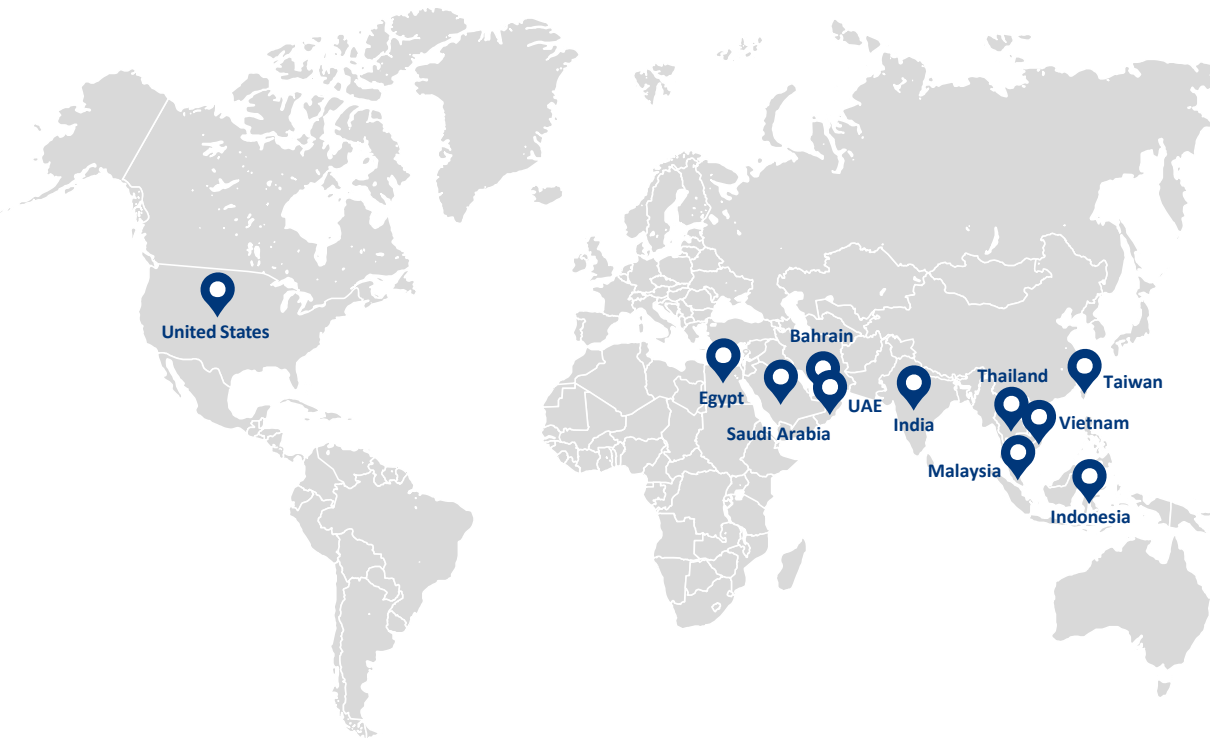 United States
Bahrain
Egypt
Saudi Arabia
UAE
India
Thailand
Taiwan
Vietnam
Malaysia
Indonesia